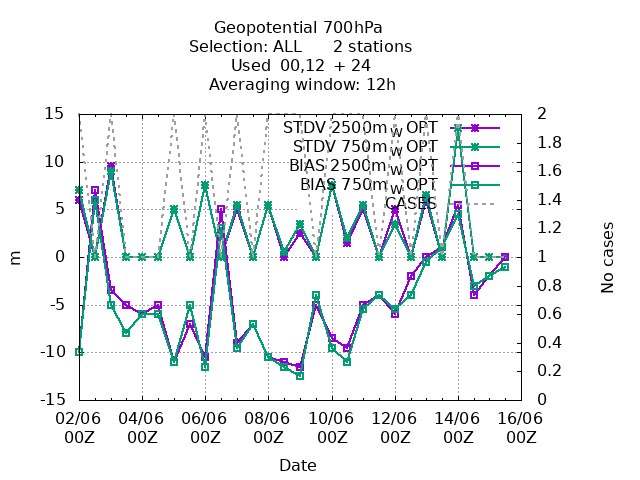 Geopotential 700hPa
Selection: ALL 2 stations
Used 00,12 + 24
Averaging window: 12h
15
10
5
0
-5
-10
-15
m
STDV 2500m_W OPT
STDV 750m_W OPT
BIAS 2500m_W OPT
BIAS 750m_W OPT
CASES
2
1.8
1.6
1.4
1.2
1
0.8
0.6
0.4
0.2
0
No cases
02/06 04/06 06/06 08/06 10/06 12/06 14/06 16/06
00Z 00Z 00Z 00Z 00Z 00Z 00Z 00Z
Date